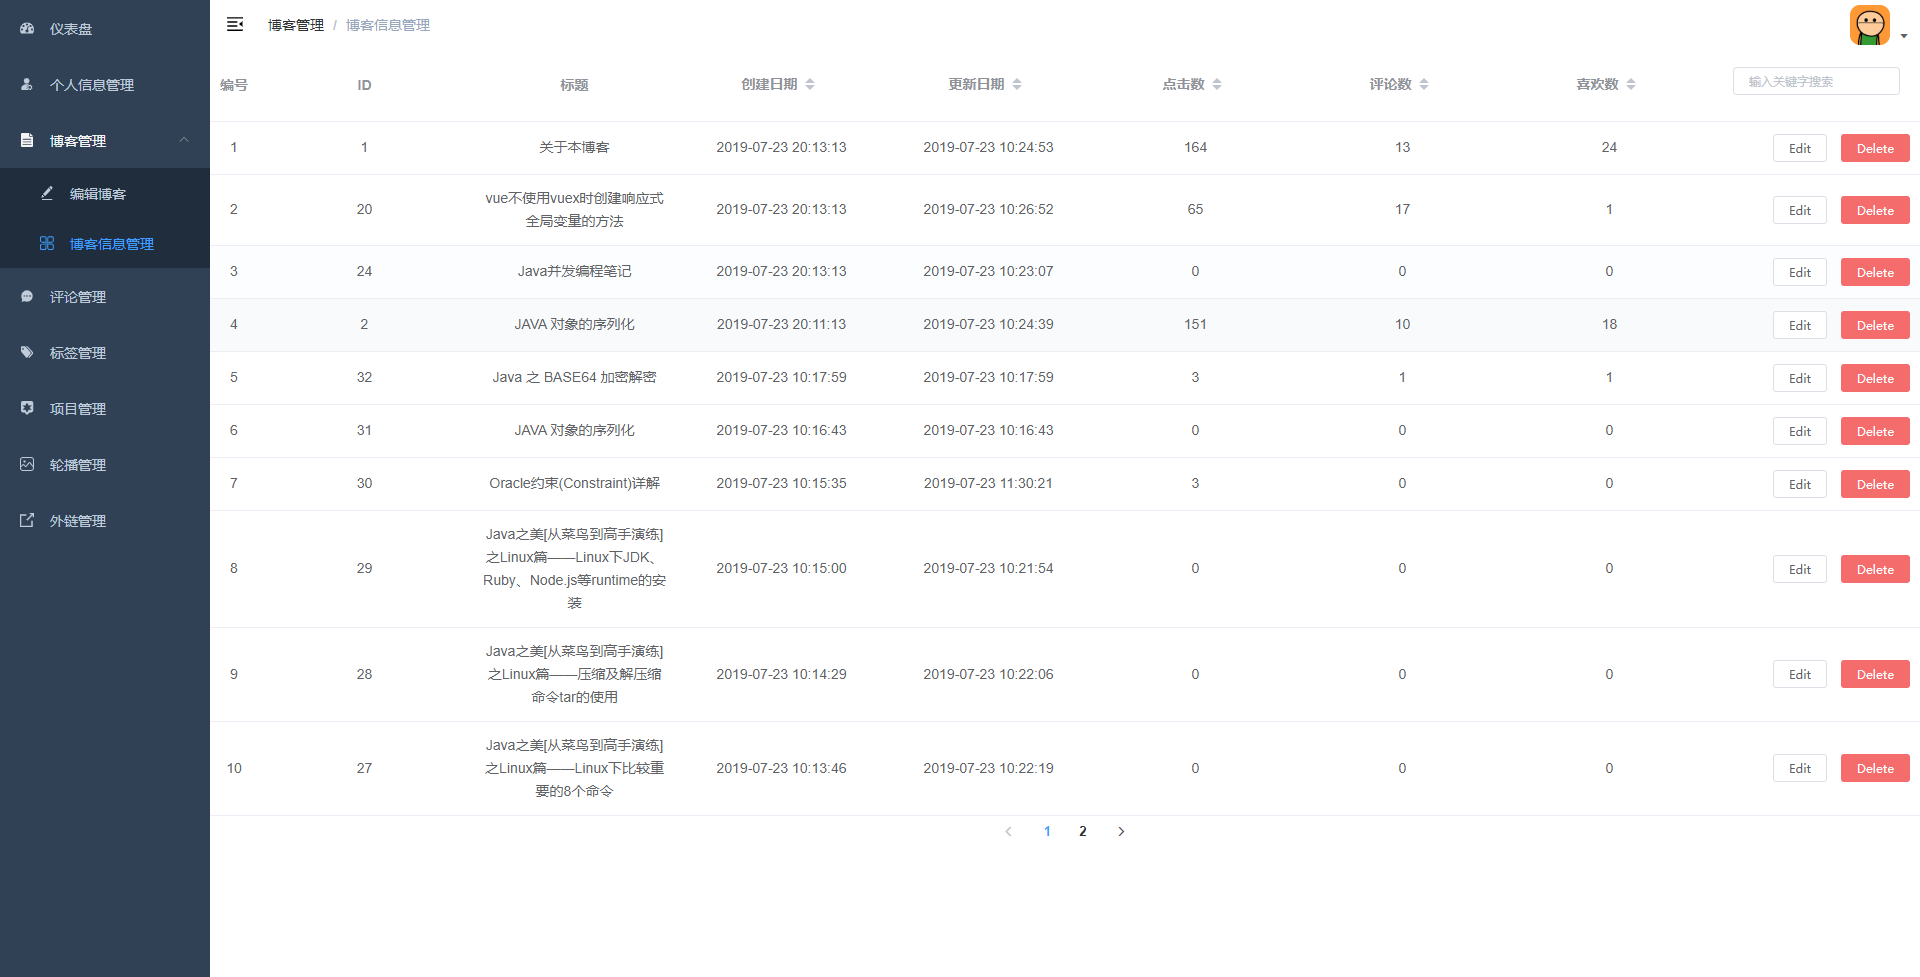 仪表盘
个人信息管理
博客管理
编辑博客
博客信息管理
评论管理
标签管理
项目管理
轮播管理
外链管理
博客管理 / 博客信息管理
编号 ID 标题 创建日期 更新日期 点击数 评论数 喜欢数 输入关键字搜索
1 1 关于本博客 2019-07-23 20:13:13 2019-07-23 10:24:53 164 13 24 Edit Delete
2 20 vue不使用vuex时创建响应式 2019-07-23 20:13:13 2019-07-23 10:26:52 65 17 1 Edit Delete
全局变量的方法
3 24 Java并发编程笔记 2019-07-23 20:13:13 2019-07-23 10:23:07 0 0 0 Edit Delete
4 2 JAVA 对象的序列化 2019-07-23 20:11:13 2019-07-23 10:24:39 151 10 18 Edit Delete
5 32 Java 之 BASE64 加密解密 2019-07-23 10:17:59 2019-07-23 10:17:59 3 1 1 Edit Delete
6 31 JAVA 对象的序列化 2019-07-23 10:16:43 2019-07-23 10:16:43 0 0 0 Edit Delete
7 30 Oracle约束(Constraint)详解 2019-07-23 10:15:35 2019-07-23 11:30:21 3 0 0 Edit Delete
8 29 Java之美[从菜鸟到高手演练] 2019-07-23 10:15:00 2019-07-23 10:21:54 0 0 0 Edit Delete
之Linux篇——Linux下JDK、
Ruby、Node.js等runtime的安
装
9 28 Java之美[从菜鸟到高手演练] 2019-07-23 10:14:29 2019-07-23 10:22:06 0 0 0 Edit Delete
之Linux篇——压缩及解压缩
命令tar的使用
10 27 Java之美[从菜鸟到高手演练] 2019-07-23 10:13:46 2019-07-23 10:22:19 0 0 0 Edit Delete
之Linux篇——Linux下比较重
要的8个命令
1 2